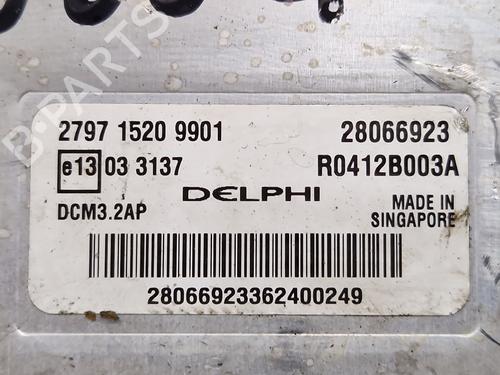 2797 1520 9901 28066923
e13 03 3137 R0412B003A
DELPHI
DCM3.2AP MADE IN SINGAPORE
28066923362400249
B-PARTS